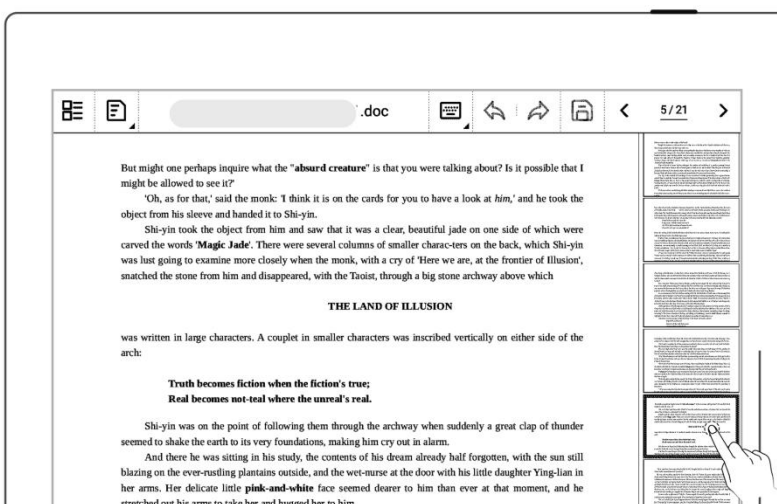 .doc
5 / 21
But might one perhaps inquire what the "absurd creature" is that you were talking about? Is it possible that I
might be allowed to see it?'
'Oh, as for that,' said the monk: 'I think it is on the cards for you to have a look at him,' and he took the
object from his sleeve and handed it to Shi-yin.
Shi-yin took the object from him and saw that it was a clear, beautiful jade on one side of which were
carved the words 'Magic Jade'. There were several columns of smaller charac-ters on the back, which Shi-yin
was lust going to examine more closely when the monk, with a cry of 'Here we are, at the frontier of Illusion',
snatched the stone from him and disappeared, with the Taoist, through a big stone archway above which
THE LAND OF ILLUSION
was written in large characters. A couplet in smaller characters was inscribed vertically on either side of the
arch:
Truth becomes fiction when the fiction's true;
Real becomes not-teal where the unreal's real.
Shi-yin was on the point of following them through the archway when suddenly a great clap of thunder
seemed to shake the earth to its very foundations, making him cry out in alarm.
And there he was sitting in his study, the contents of his dream already half forgotten, with the sun still
blazing on the ever-rustling plantains outside, and the wet-nurse at the door with his little daughter Ying-lian in
her arms. Her delicate little pink-and-white face seemed dearer to him than ever at that moment, and he
stretched out his arms to take her and hugged her to him.